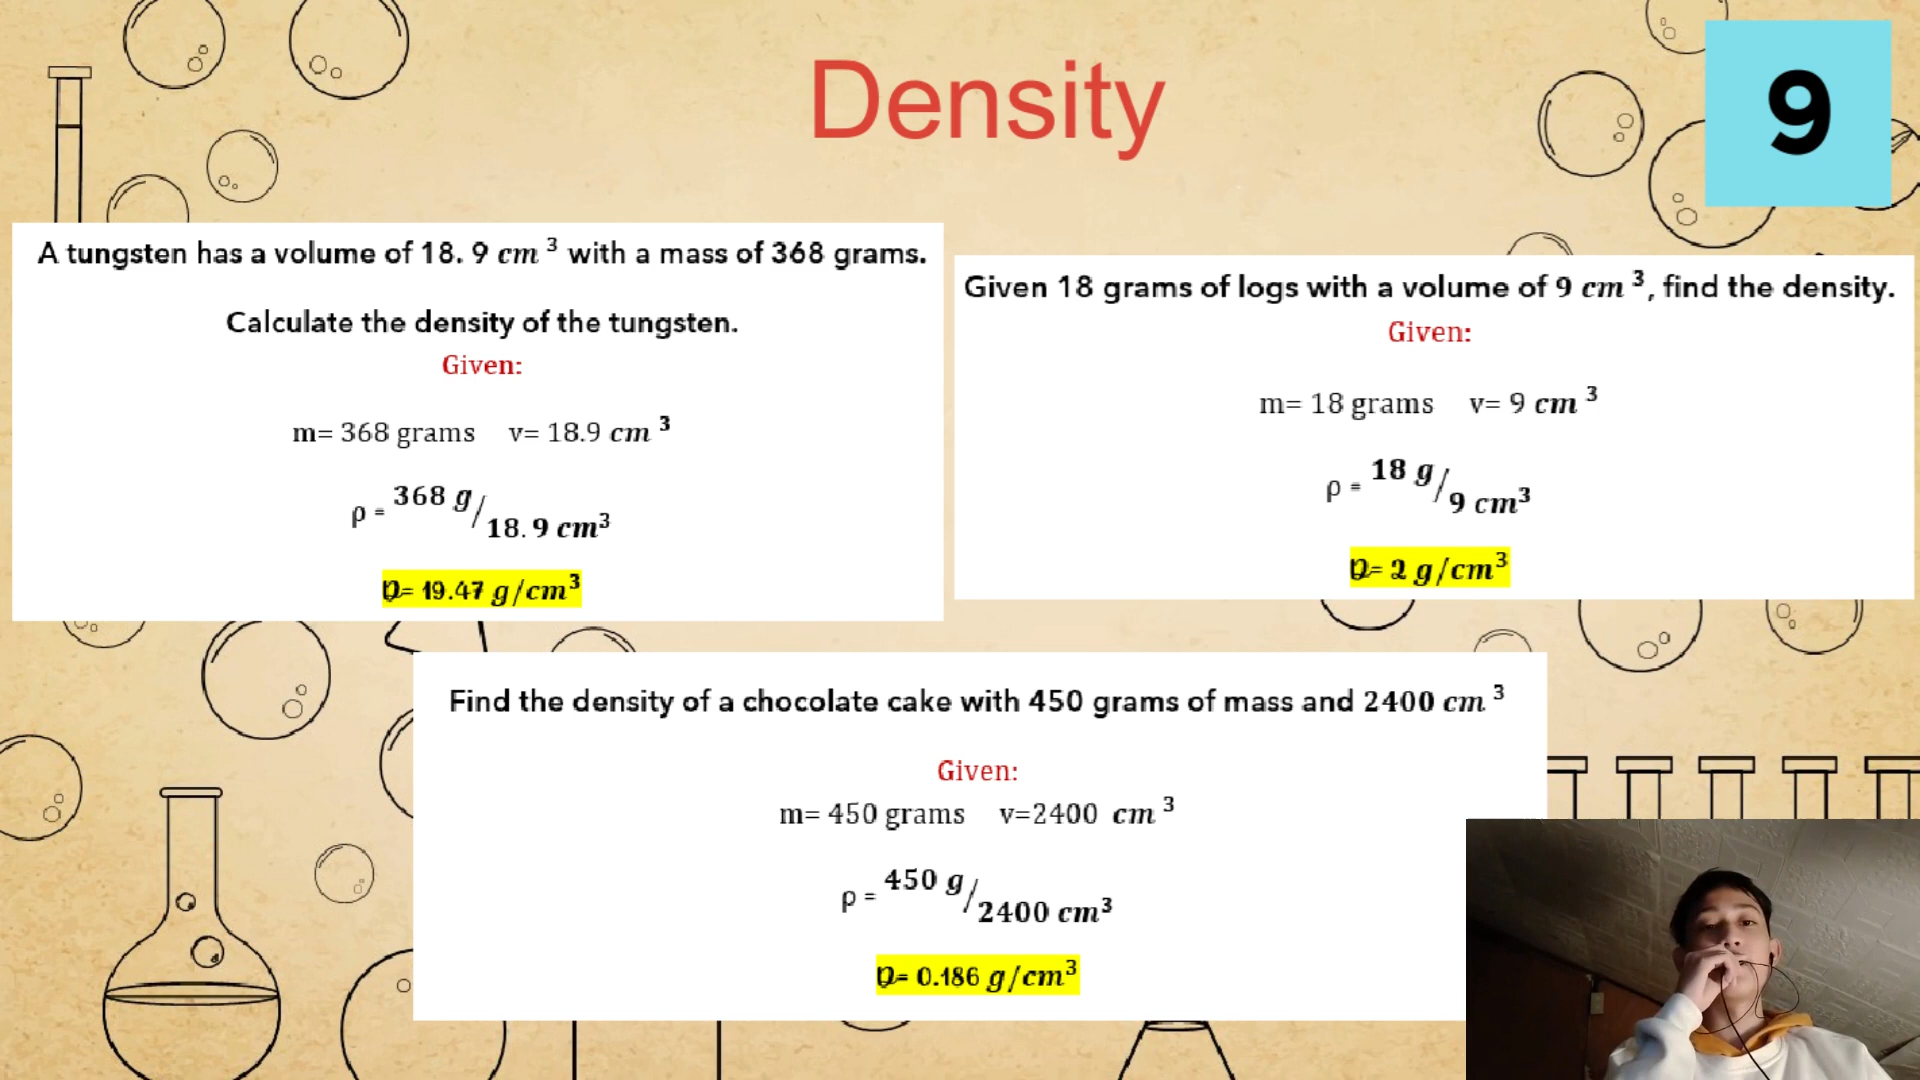 Density
9
A tungsten has a volume of 18. 9 cm ³ with a mass of 368 grams.
Calculate the density of the tungsten.
Given:
m= 368 grams v= 18.9 cm ³
ρ = 368 g/18. 9 cm³
= 19.47 g/cm³
Given 18 grams of logs with a volume of 9 cm ³, find the density.
Given:
m= 18 grams v= 9 cm ³
ρ = 18 g/9 cm³
= 2 g/cm³
Find the density of a chocolate cake with 450 grams of mass and 2400 cm ³
Given:
m= 450 grams v=2400 cm ³
ρ = 450 g/2400 cm³
= 0.186 g/cm³